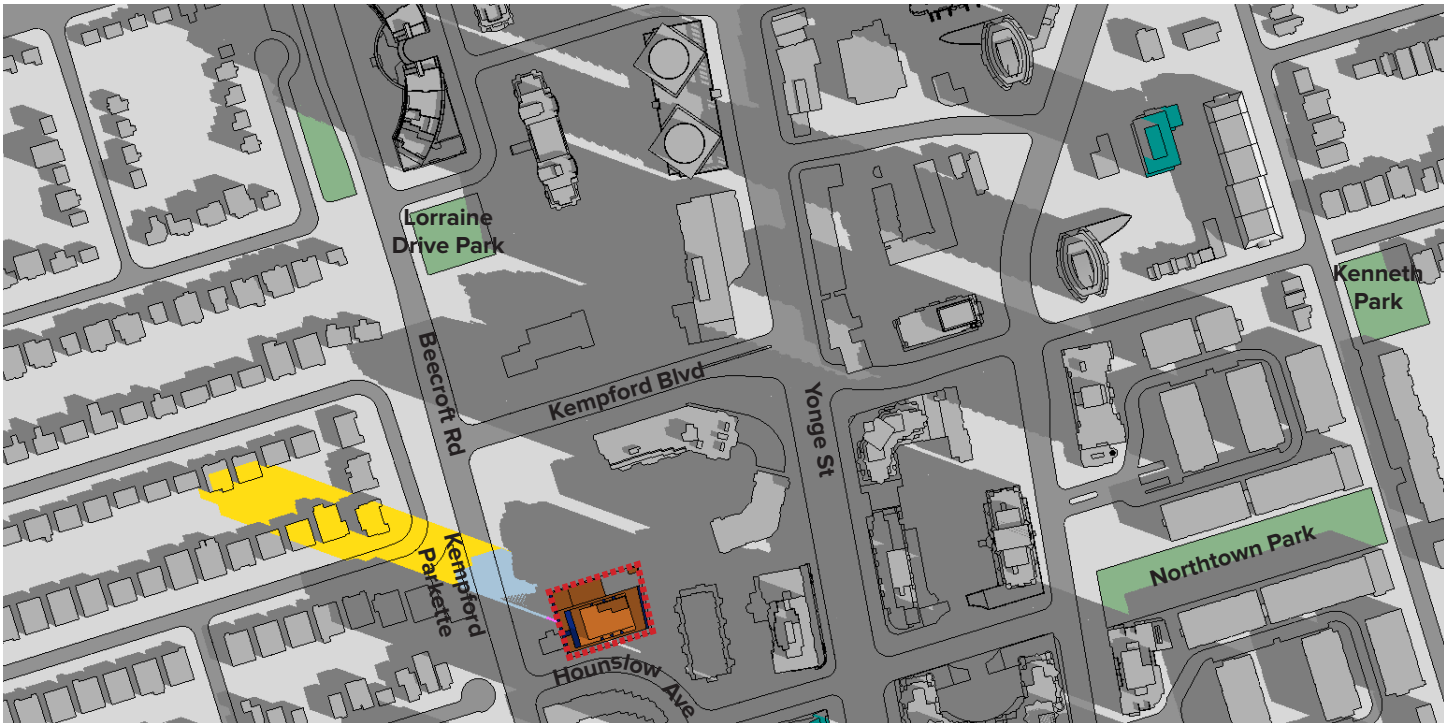 Lorraine
Drive Park
Kenneth
Park
Beecroft Rd
Kempford Blvd
Yonge St
Northtown Park
Kempford
Parkette
Hounslow Ave